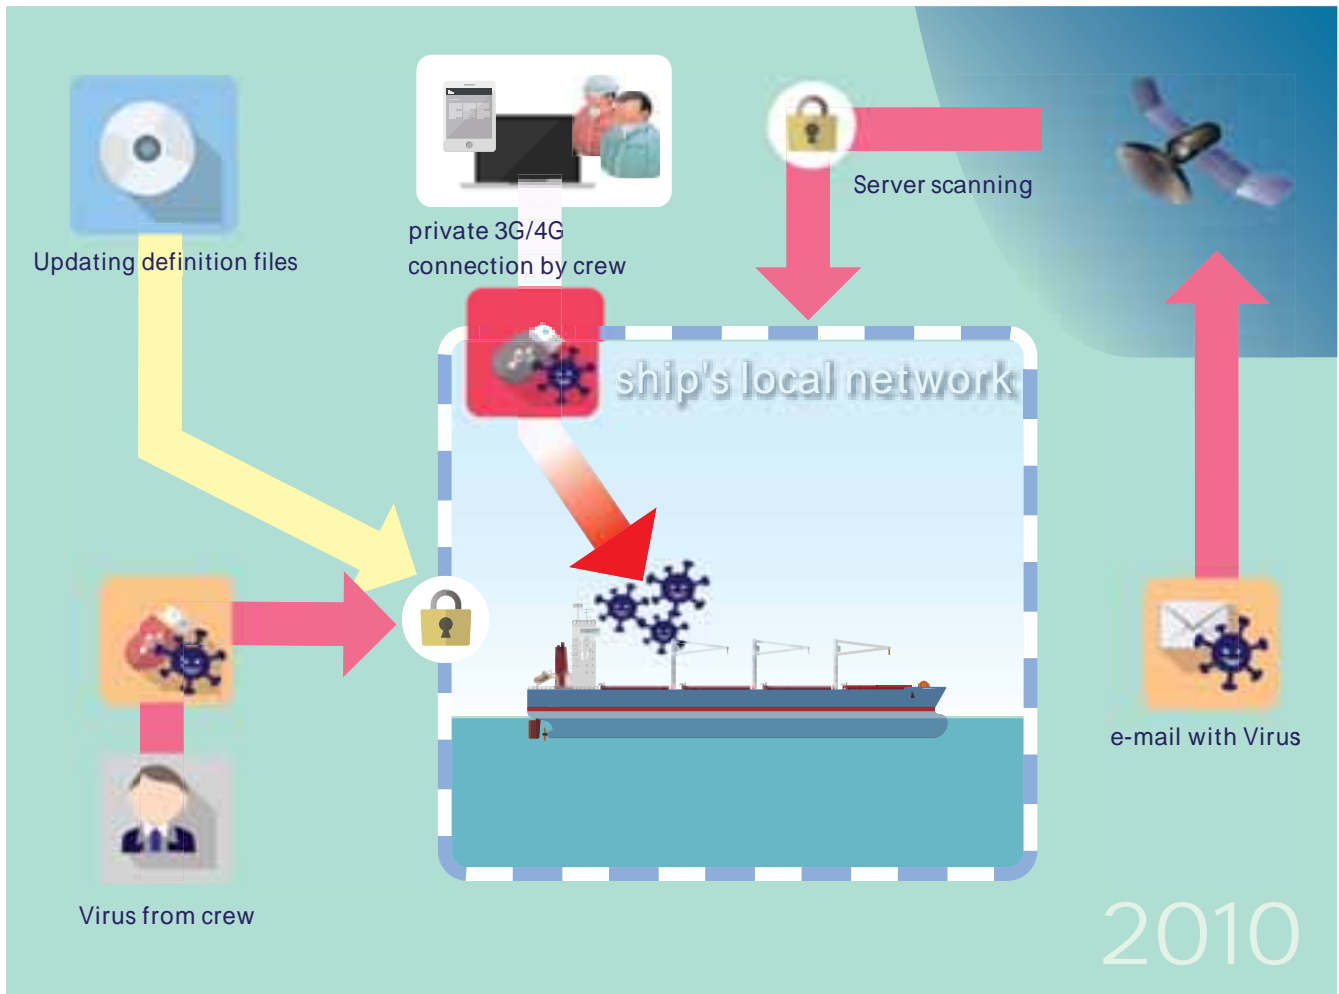 private 3G/4G
connection by crew
Server scanning
Updating definition files
ship's local network
e-mail with Virus
Virus from crew
2010